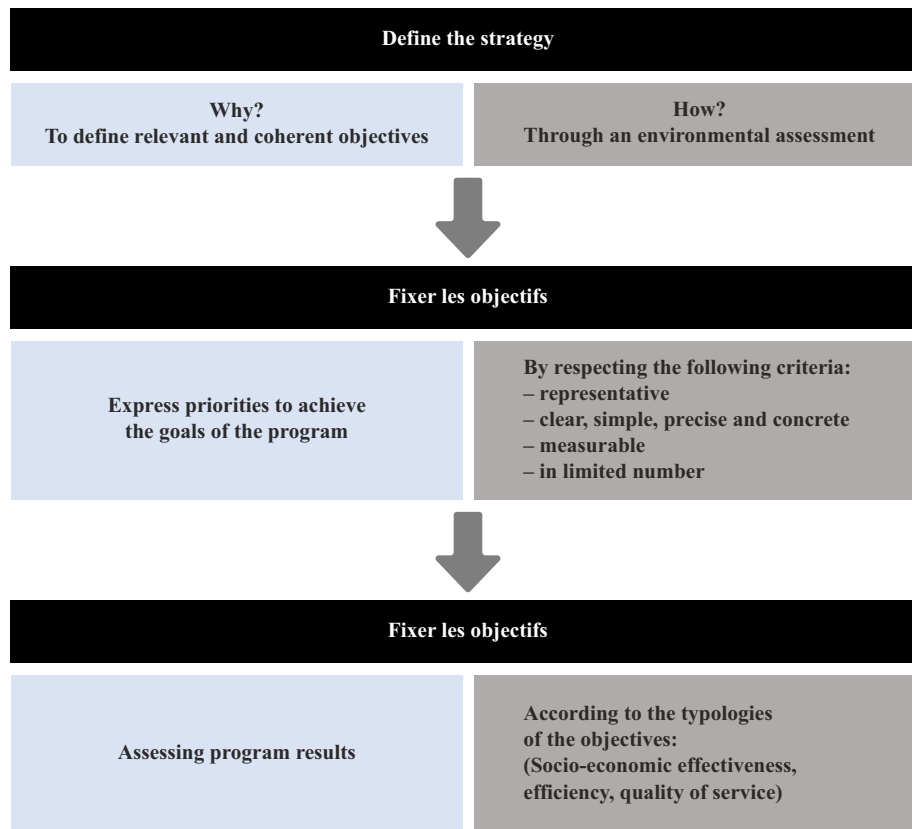 Define the strategy
Why?
To define relevant and coherent objectives
How?
Through an environmental assessment
Fixer les objectifs
Express priorities to achieve
the goals of the program
By respecting the following criteria:
– representative
– clear, simple, precise and concrete
– measurable
– in limited number
Fixer les objectifs
Assessing program results
According to the typologies
of the objectives:
(Socio-economic effectiveness,
efficiency, quality of service)